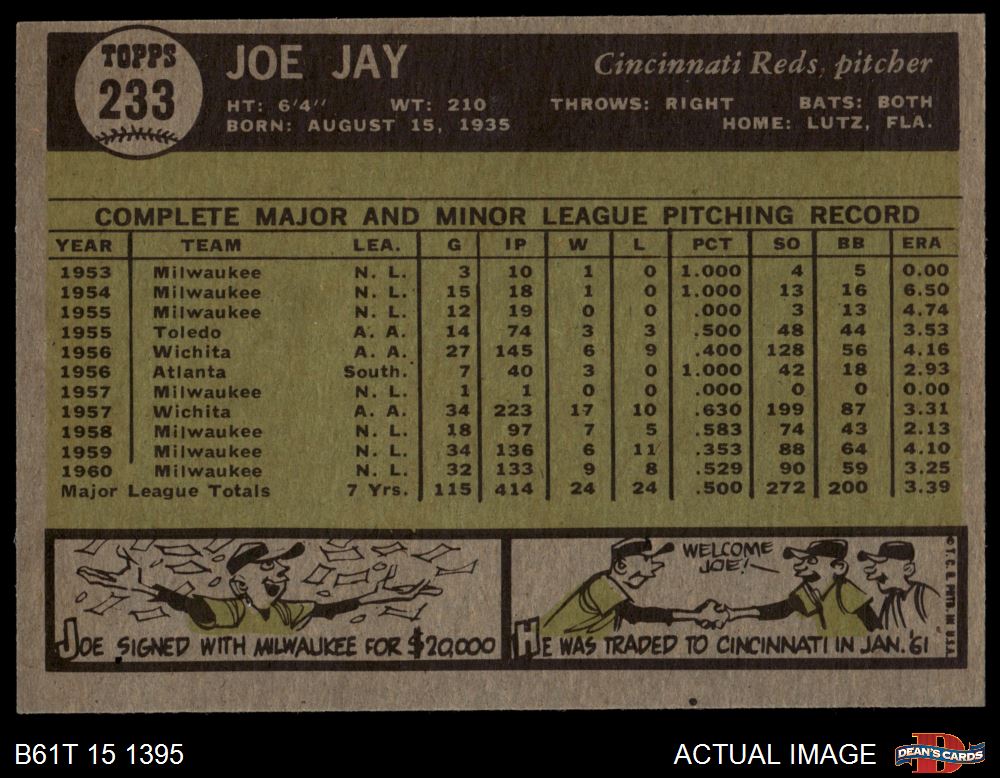 TOPPS
233
JOE JAY
Cincinnati Reds, pitcher
HT: 6'4" WT: 210 THROWS: RIGHT BATS: BOTH
BORN: AUGUST 15, 1935 HOME: LUTZ, FLA.
COMPLETE MAJOR AND MINOR LEAGUE PITCHING RECORD
YEAR TEAM LEA. G IP W L PCT SO BB ERA
1953 Milwaukee N. L. 3 10 1 0 1.000 4 5 0.00
1954 Milwaukee N. L. 15 18 1 0 1.000 13 16 6.50
1955 Milwaukee N. L. 12 19 0 0 .000 3 13 4.74
1955 Toledo A. A. 14 74 3 3 .500 48 44 3.53
1956 Wichita A. A. 27 145 6 9 .400 128 56 4.16
1956 Atlanta South. 7 40 3 0 1.000 42 18 2.93
1957 Milwaukee N. L. 1 1 0 0 .000 0 0 0.00
1957 Wichita A. A. 34 223 17 10 .630 199 87 3.31
1958 Milwaukee N. L. 18 97 7 5 .583 74 43 2.13
1959 Milwaukee N. L. 34 136 6 11 .353 88 64 4.10
1960 Milwaukee N. L. 32 133 9 8 .529 90 59 3.25
Major League Totals 7 Yrs. 115 414 24 24 .500 272 200 3.39
JOE SIGNED WITH MILWAUKEE FOR $20,000
WELCOME
JOE!
HE WAS TRADED TO CINCINNATI IN JAN. '61
© T. C. G. PRTD. IN U.S.A.
B61T 15 1395
ACTUAL IMAGE
DEAN'S CARDS